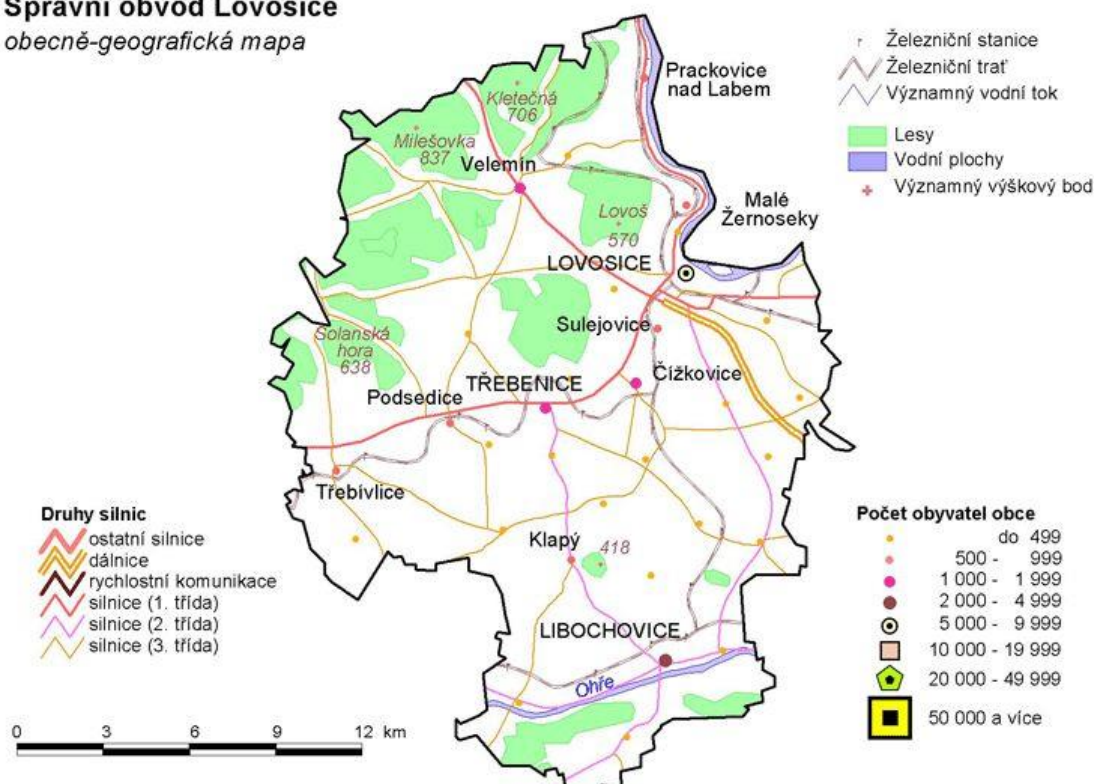 Správní obvod Lovosice
obecně-geografická mapa
Železniční stanice
Železniční trať
Významný vodní tok
Lesy
Vodní plochy
Významný výškový bod
Prackovice
nad Labem
Kletečná
706
Milešovka
837
Velemín
Malé
Žernoseky
Lovoš
570
LOVOSICE
Sulejovice
Solanská
hora
638
Čížkovice
TŘEBENICE
Podsedice
Třebívlice
Klapý
418
LIBOCHOVICE
Ohře
Druhy silnic
ostatní silnice
dálnice
rychlostní komunikace
silnice (1. třída)
silnice (2. třída)
silnice (3. třída)
Počet obyvatel obce
do 499
500 - 999
1 000 - 1 999
2 000 - 4 999
5 000 - 9 999
10 000 - 19 999
20 000 - 49 999
50 000 a více
0 3 6 9 12 km